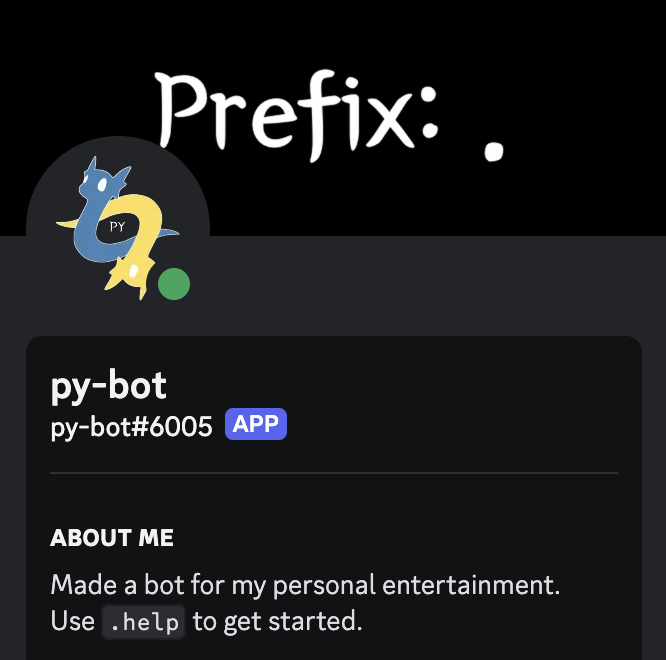 Prefix: .
PY
py-bot
py-bot#6005 APP
ABOUT ME
Made a bot for my personal entertainment.
Use .help to get started.